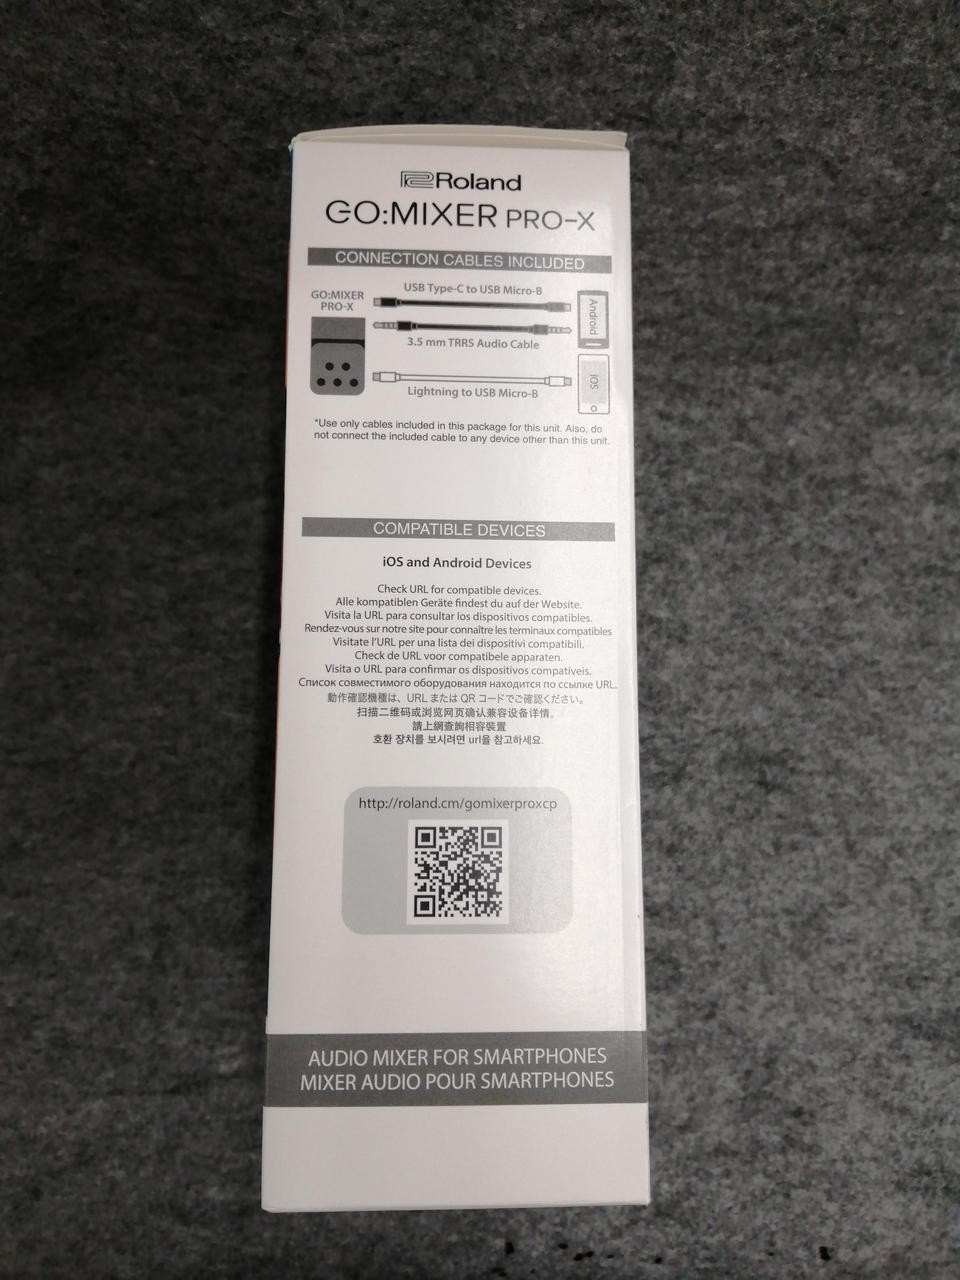 Roland
GO:MIXER PRO-X
CONNECTION CABLES INCLUDED
GO:MIXER
PRO-X
USB Type-C to USB Micro-B
3.5 mm TRRS Audio Cable
Lightning to USB Micro-B
Android
iOS
*Use only cables included in this package for this unit. Also, do
not connect the included cable to any device other than this unit.
COMPATIBLE DEVICES
iOS and Android Devices
Check URL for compatible devices.
Alle kompatiblen Geräte findest du auf der Website.
Visita la URL para consultar los dispositivos compatibles.
Rendez-vous sur notre site pour connaître les terminaux compatibles
Visitate l'URL per una lista dei dispositivi compatibili.
Check de URL voor compatibele apparaten.
Visita o URL para confirmar os dispositivos compatíveis.
Список совместимого оборудования находится по ссылке URL.
動作確認機種は、URL または QR コードでご確認ください。
扫描二维码或浏览网页确认兼容设备详情。
請上網查詢相容裝置
호환 장치를 보시려면 url을 참고하세요.
http://roland.cm/gomixerproxcp
AUDIO MIXER FOR SMARTPHONES
MIXER AUDIO POUR SMARTPHONES